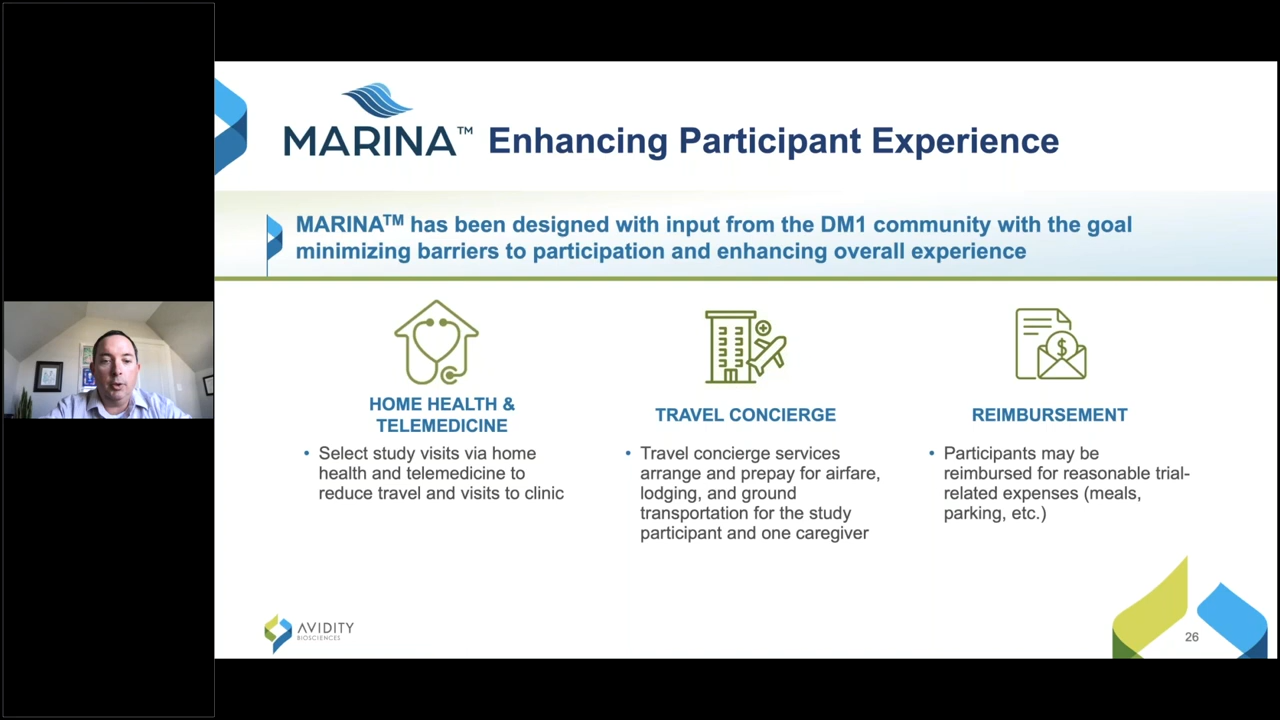 MARINA™ Enhancing Participant Experience
MARINATM has been designed with input from the DM1 community with the goal
minimizing barriers to participation and enhancing overall experience
HOME HEALTH &
TELEMEDICINE
• Select study visits via home
health and telemedicine to
reduce travel and visits to clinic
TRAVEL CONCIERGE
• Travel concierge services
arrange and prepay for airfare,
lodging, and ground
transportation for the study
participant and one caregiver
$
REIMBURSEMENT
• Participants may be
reimbursed for reasonable trial-
related expenses (meals,
parking, etc.)
AVIDITY
BIOSCIENCES
26